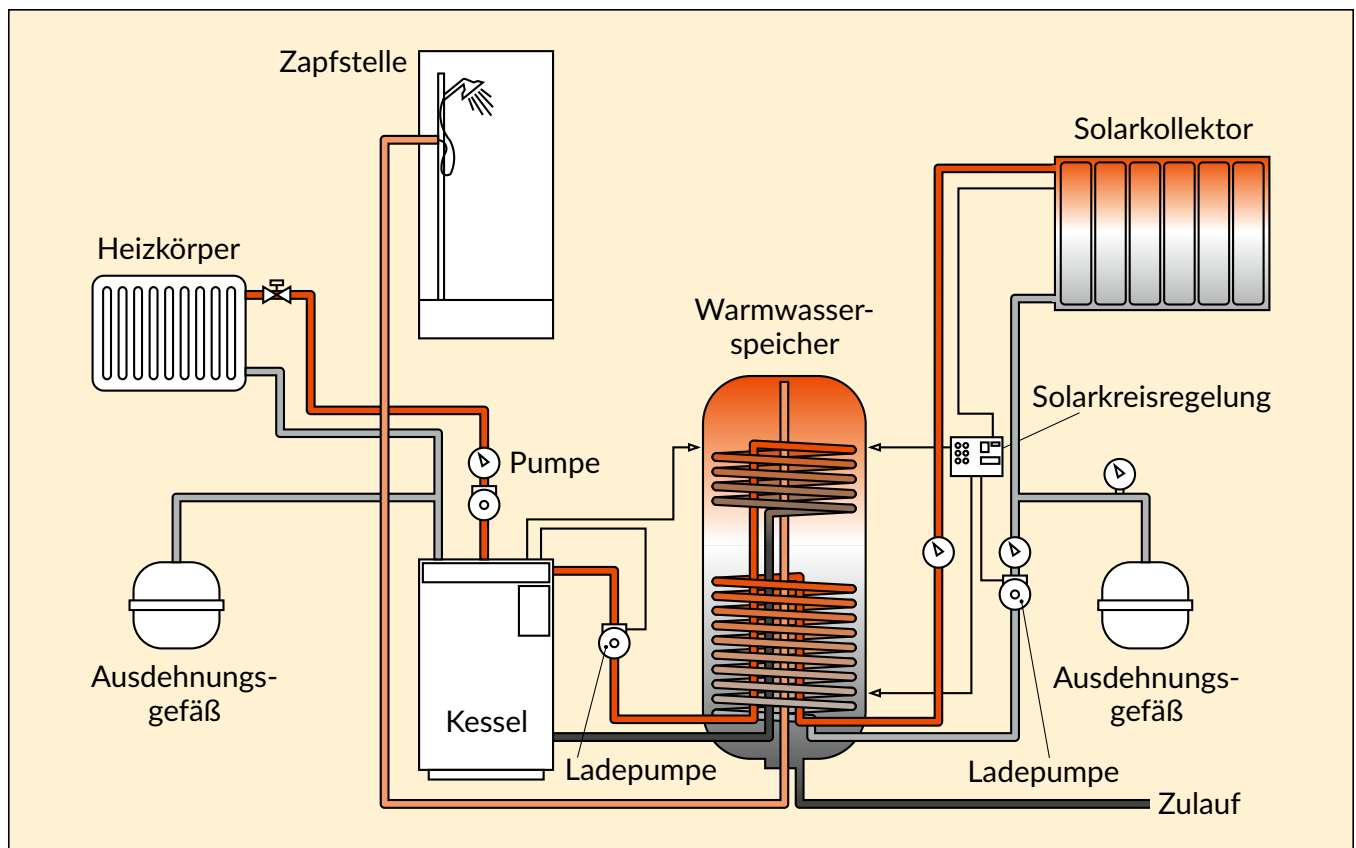 Zapfstelle
Solarkollektor
Heizkörper
Warmwasser-
speicher
Solarkreisregelung
Pumpe
Ausdehnungs-
gefäß
Kessel
Ladepumpe
Ausdehnungs-
gefäß
Ladepumpe
Zulauf